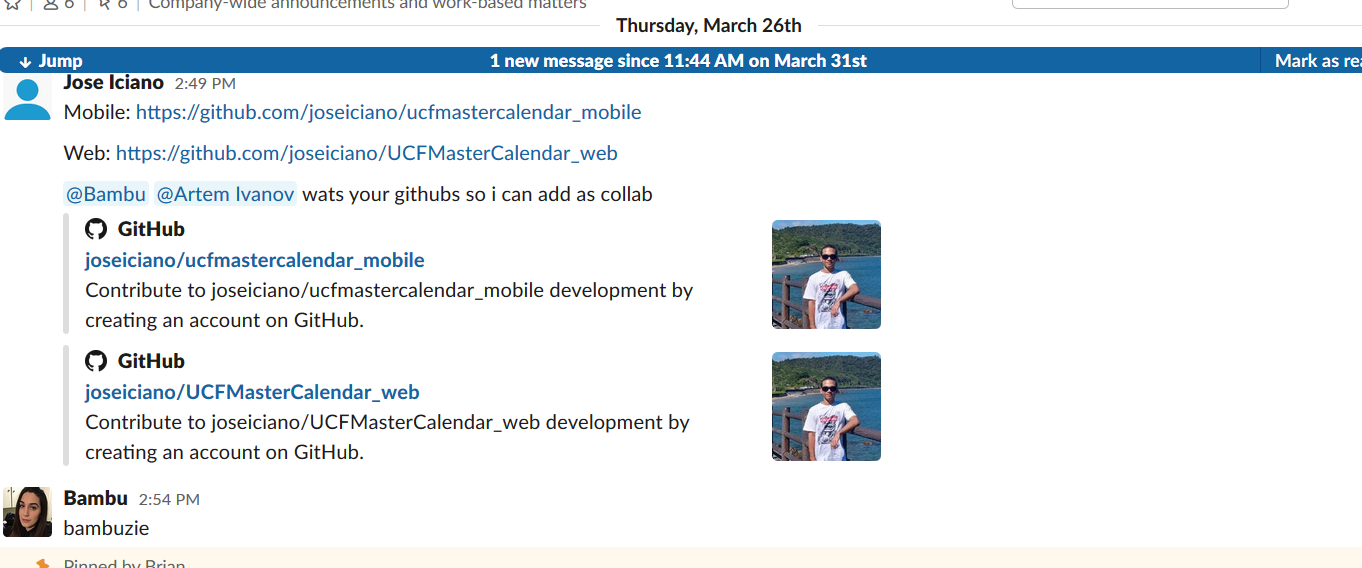 6 6 Company-wide announcements and work-based matters
Thursday, March 26th
Jump 1 new message since 11:44 AM on March 31st Mark as rea
Jose Iciano 2:49 PM
Mobile: https://github.com/joseiciano/ucfmastercalendar_mobile
Web: https://github.com/joseiciano/UCFMasterCalendar_web
@Bambu @Artem Ivanov wats your githubs so i can add as collab
GitHub
joseiciano/ucfmastercalendar_mobile
Contribute to joseiciano/ucfmastercalendar_mobile development by
creating an account on GitHub.
GitHub
joseiciano/UCFMasterCalendar_web
Contribute to joseiciano/UCFMasterCalendar_web development by
creating an account on GitHub.
Bambu 2:54 PM
bambuzie
Pinned by Brian